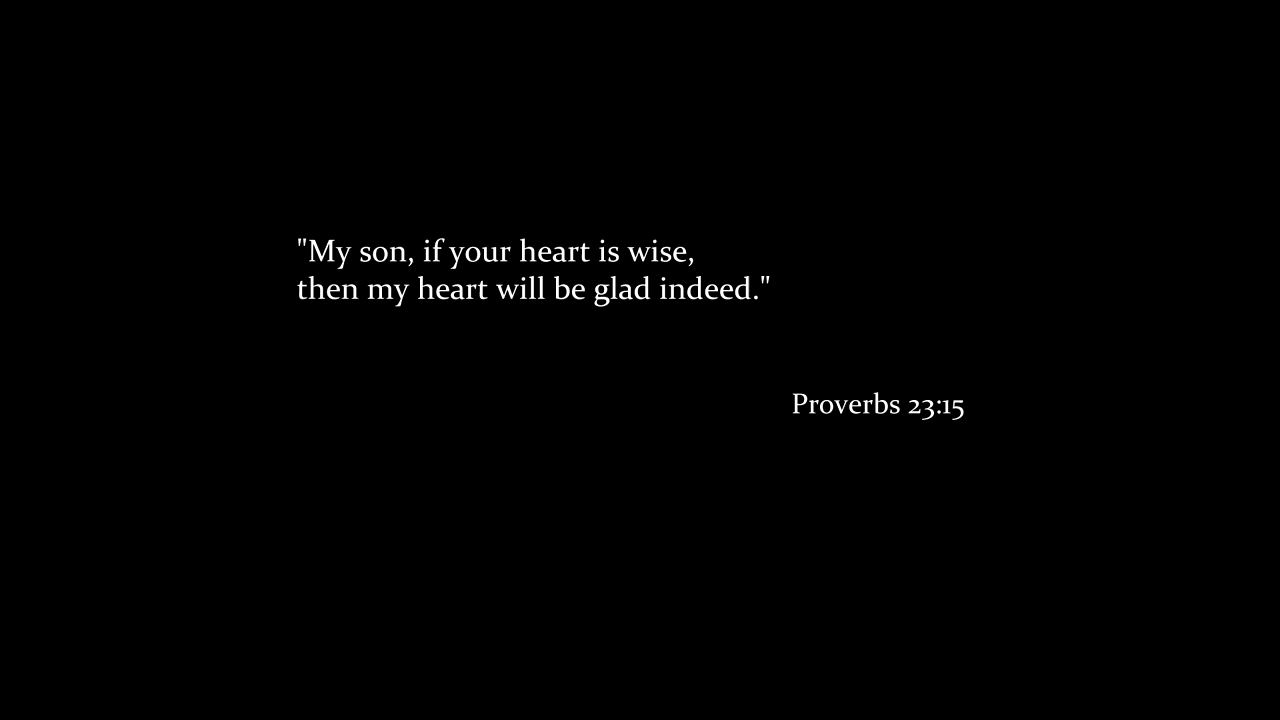 "My son, if your heart is wise,
then my heart will be glad indeed."
Proverbs 23:15